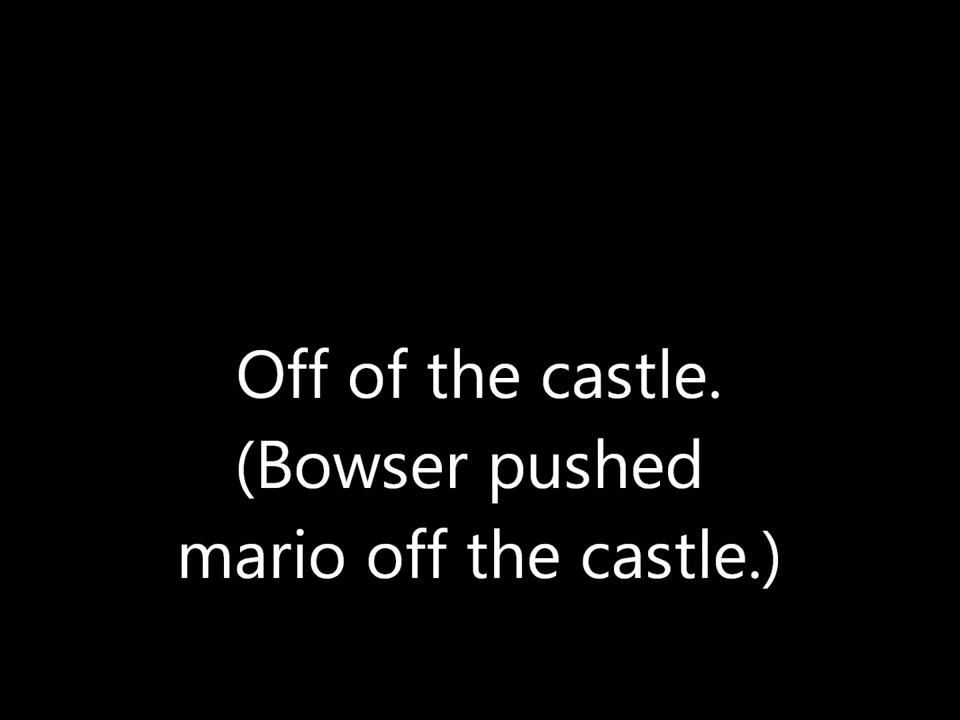 Off of the castle.
(Bowser pushed
mario off the castle.)